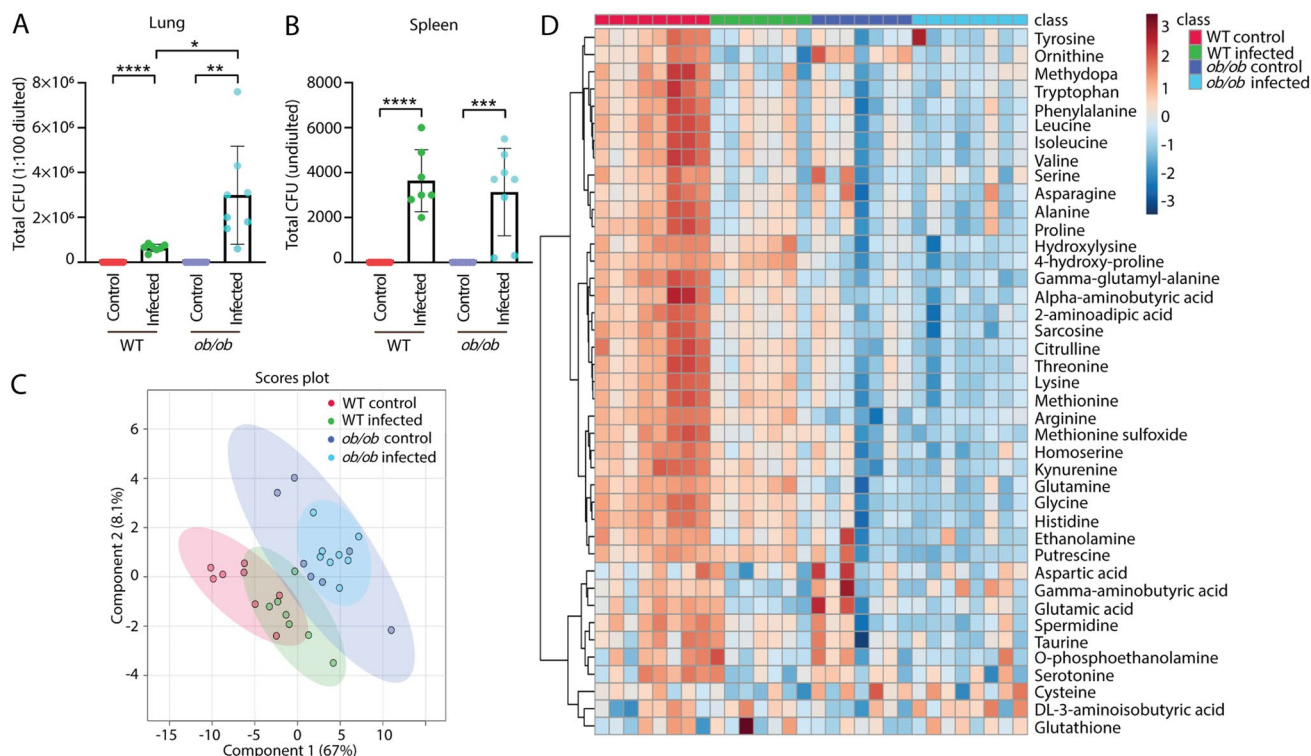 A
Lung
*
****
**
8×10⁶
6×10⁶
4×10⁶
2×10⁶
0
Total CFU (1:100 diulted)
Control
Infected
Control
Infected
WT
ob/ob
B
Spleen
****
***
8000
6000
4000
2000
0
Total CFU (undiulted)
Control
Infected
Control
Infected
WT
ob/ob
C
Scores plot
WT control
WT infected
ob/ob control
ob/ob infected
6
4
2
0
-2
-4
Component 2 (8.1%)
-15
-10
-5
0
5
10
Component 1 (67%)
D
class
Tyrosine
Ornithine
Methydopa
Tryptophan
Phenylalanine
Leucine
Isoleucine
Valine
Serine
Asparagine
Alanine
Proline
Hydroxylysine
4-hydroxy-proline
Gamma-glutamyl-alanine
Alpha-aminobutyric acid
2-aminoadipic acid
Sarcosine
Citrulline
Threonine
Lysine
Methionine
Arginine
Methionine sulfoxide
Homoserine
Kynurenine
Glutamine
Glycine
Histidine
Ethanolamine
Putrescine
Aspartic acid
Gamma-aminobutyric acid
Glutamic acid
Spermidine
Taurine
O-phosphoethanolamine
Serotonine
Cysteine
DL-3-aminoisobutyric acid
Glutathione
3
2
1
0
-1
-2
-3
class
WT control
WT infected
ob/ob control
ob/ob infected